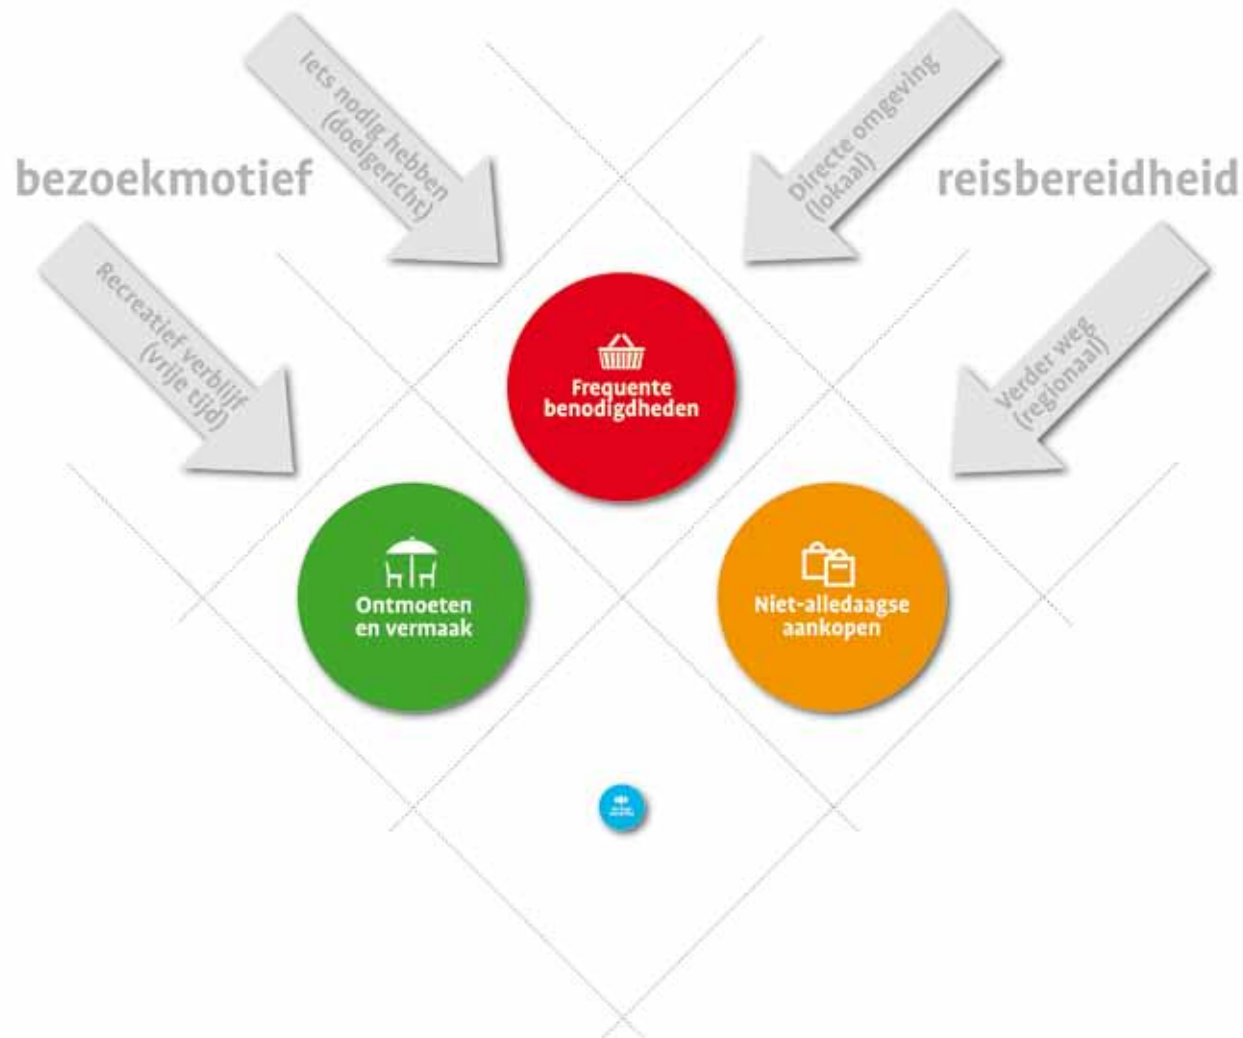 Iets nodig hebben
(doelgericht)
Directe omgeving
(lokaal)
bezoekmotief
reisbereidheid
Recreatief verblijf
(vrije tijd)
Verder weg
(regionaal)
Frequente
benodigdheden
Ontmoeten
en vermaak
Niet-alledaagse
aankopen